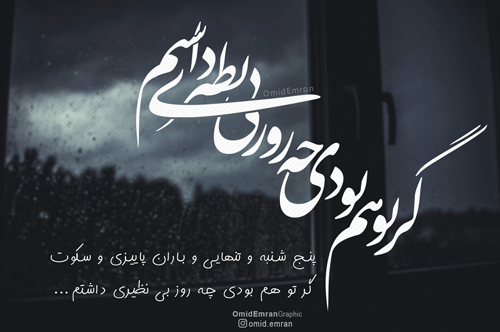 گر تو هم بودی چه روز بی نظیری داشتم
OmidEmran
پنج شنبه و تنهایی و باران پاییزی و سکوت
گر تو هم بودی چه روز بی نظیری داشتم ...
OmidEmranGraphic
omid.emran